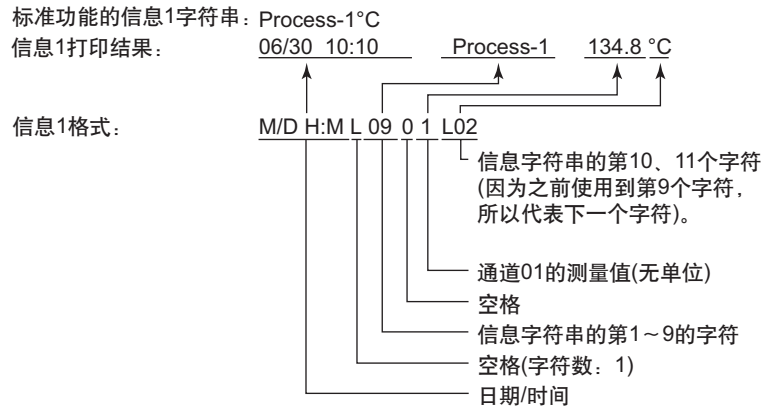 标准功能的信息1字符串：Process-1°C
信息1打印结果：06/30 10:10 Process-1 134.8 °C
信息1格式：M/D H:M L 09 0 1 L02
信息字符串的第10、11个字符
(因为之前使用到第9个字符，
所以代表下一个字符)。
通道01的测量值(无单位)
空格
信息字符串的第1～9的字符
空格(字符数：1)
日期/时间